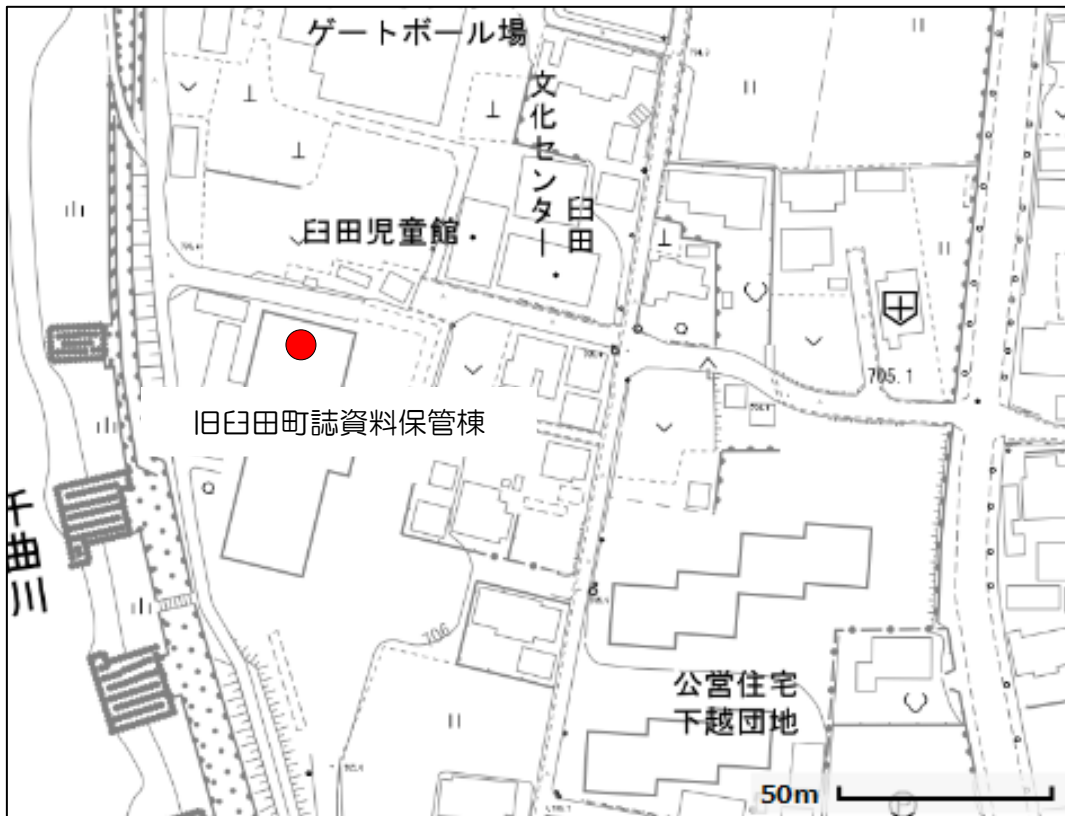 ゲートボール場
文化センター
臼田
臼田児童館
705.1
旧臼田町誌資料保管棟
千曲川
706
公営住宅
下越団地
50m